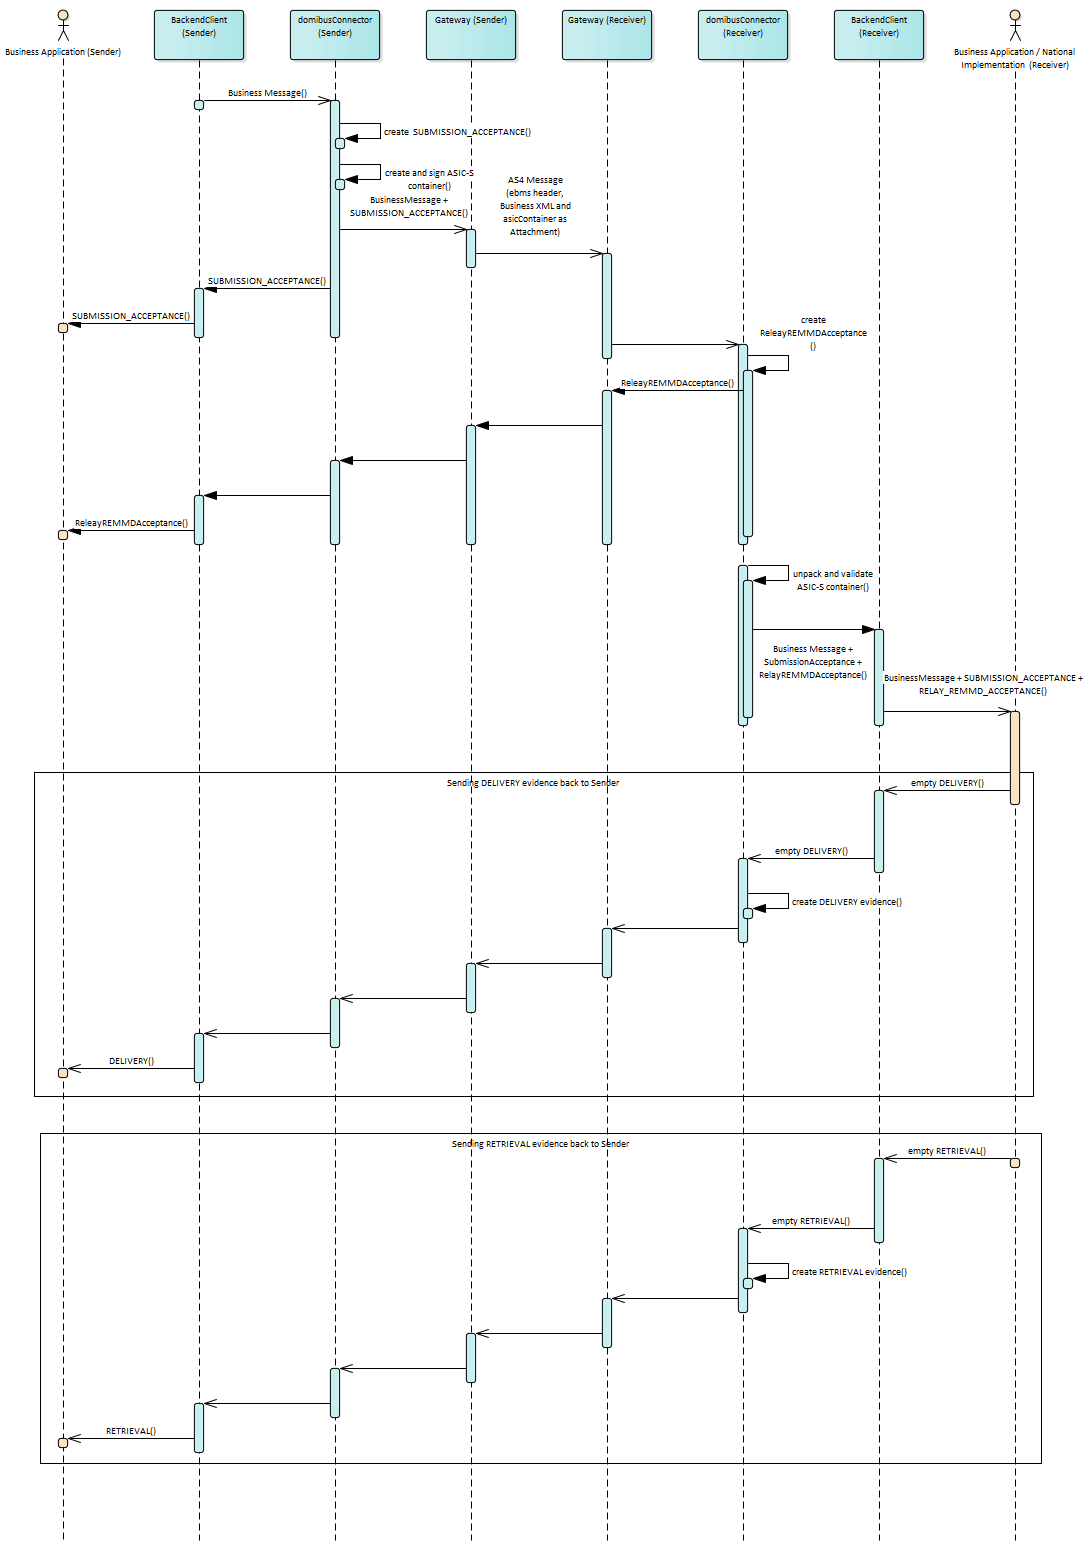 Business Application (Sender)
BackendClient
(Sender)
domibusConnector
(Sender)
Gateway (Sender)
Gateway (Receiver)
domibusConnector
(Receiver)
BackendClient
(Receiver)
Business Application / National
Implementation (Receiver)
Business Message()
create SUBMISSION_ACCEPTANCE()
create and sign ASIC-S
container()
BusinessMessage +
SUBMISSION_ACCEPTANCE()
AS4 Message
(ebms header,
Business XML and
asicContainer as
Attachment)
SUBMISSION_ACCEPTANCE()
SUBMISSION_ACCEPTANCE()
create
ReleayREMMDAcceptance
()
ReleayREMMDAcceptance()
ReleayREMMDAcceptance()
unpack and validate
ASIC-S container()
Business Message +
SubmissionAcceptance +
RelayREMMDAcceptance()
BusinessMessage + SUBMISSION_ACCEPTANCE +
RELAY_REMMD_ACCEPTANCE()
Sending DELIVERY evidence back to Sender
empty DELIVERY()
empty DELIVERY()
create DELIVERY evidence()
DELIVERY()
Sending RETRIEVAL evidence back to Sender
empty RETRIEVAL()
empty RETRIEVAL()
create RETRIEVAL evidence()
RETRIEVAL()